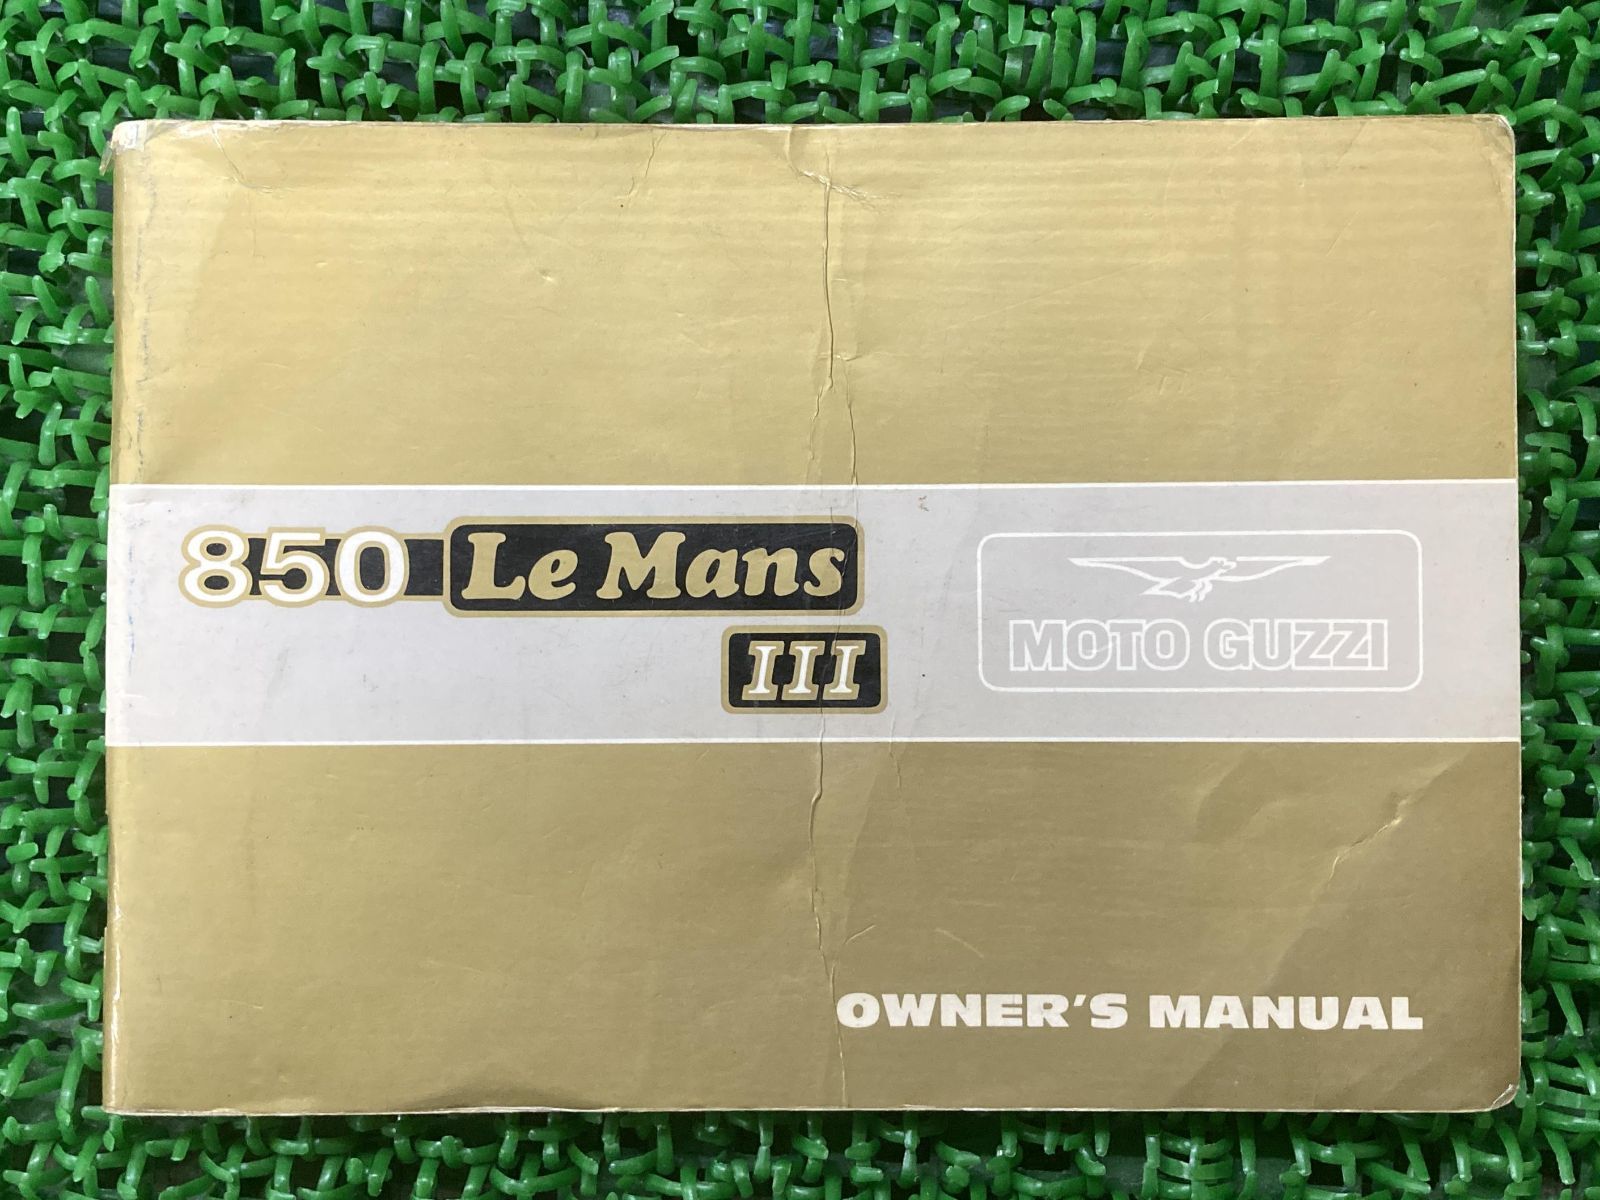 850 Le Mans
III
MOTO GUZZI
OWNER'S MANUAL